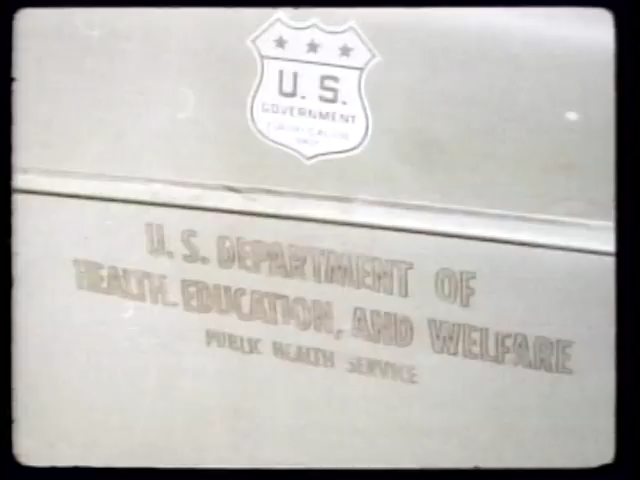 U. S.
GOVERNMENT
U. S. DEPARTMENT OF
HEALTH, EDUCATION, AND WELFARE
PUBLIC HEALTH SERVICE